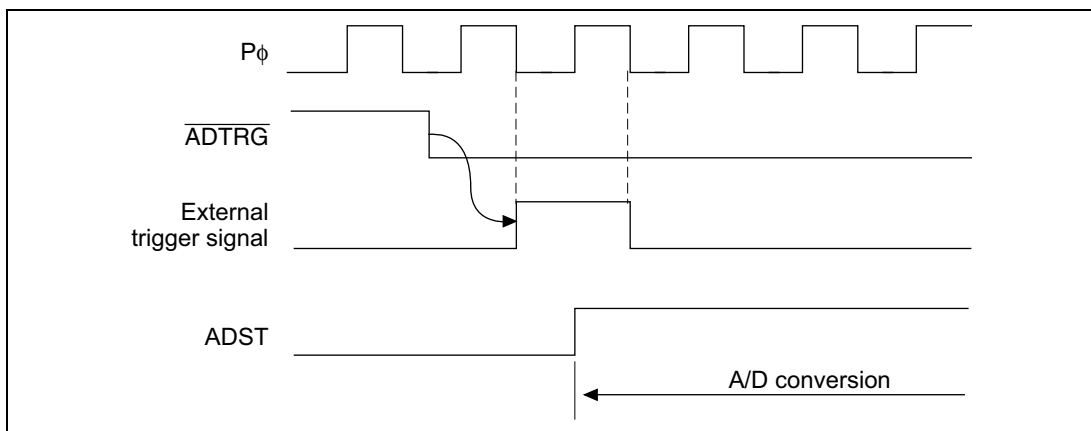 Pϕ
ADTRG
External
trigger signal
ADST
A/D conversion